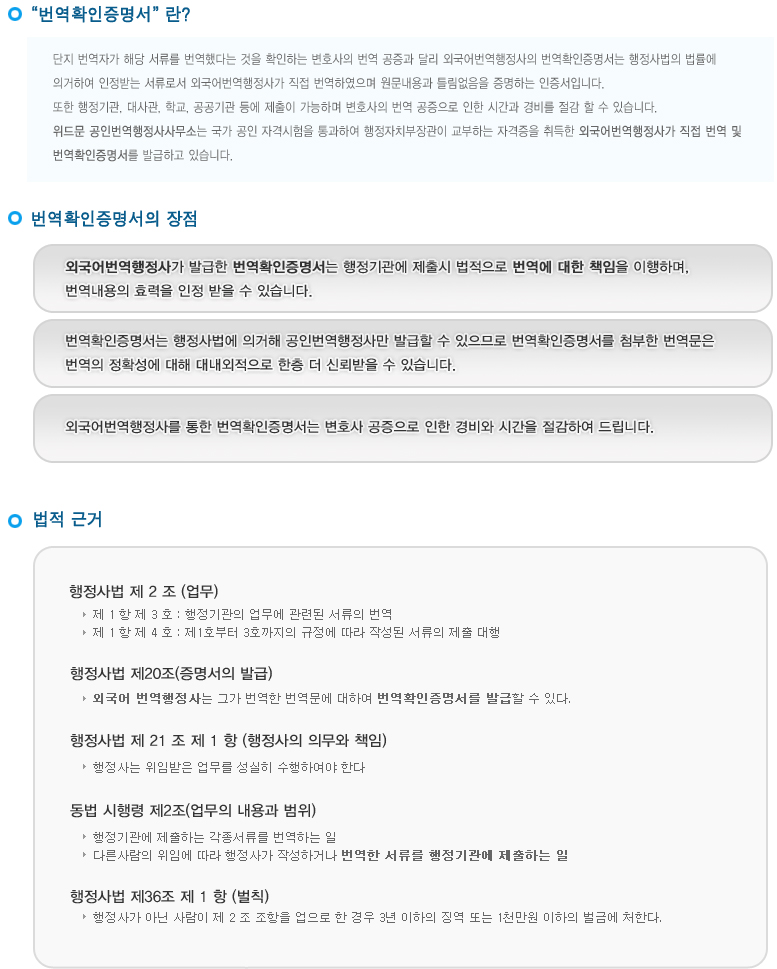 “번역확인증명서” 란?
단지 번역자가 해당 서류를 번역했다는 것을 확인하는 변호사의 번역 공증과 달리 외국어번역행정사의 번역확인증명서는 행정사법의 법률에
의거하여 인정받는 서류로서 외국어번역행정사가 직접 번역하였으며 원문내용과 틀림없음을 증명하는 인증서입니다.
또한 행정기관, 대사관, 학교, 공공기관 등에 제출이 가능하며 변호사의 번역 공증으로 인한 시간과 경비를 절감 할 수 있습니다.
위드문 공인번역행정사사무소는 국가 공인 자격시험을 통과하여 행정자치부장관이 교부하는 자격증을 취득한 외국어번역행정사가 직접 번역 및
번역확인증명서를 발급하고 있습니다.
번역확인증명서의 장점
외국어번역행정사가 발급한 번역확인증명서는 행정기관에 제출시 법적으로 번역에 대한 책임을 이행하며,
번역내용의 효력을 인정 받을 수 있습니다.
번역확인증명서는 행정사법에 의거해 공인번역행정사만 발급할 수 있으므로 번역확인증명서를 첨부한 번역문은
번역의 정확성에 대해 대내외적으로 한층 더 신뢰받을 수 있습니다.
외국어번역행정사를 통한 번역확인증명서는 변호사 공증으로 인한 경비와 시간을 절감하여 드립니다.
법적 근거
행정사법 제 2 조 (업무)
제 1 항 제 3 호 : 행정기관의 업무에 관련된 서류의 번역
제 1 항 제 4 호 : 제1호부터 3호까지의 규정에 따라 작성된 서류의 제출 대행
행정사법 제20조(증명서의 발급)
외국어 번역행정사는 그가 번역한 번역문에 대하여 번역확인증명서를 발급할 수 있다.
행정사법 제 21 조 제 1 항 (행정사의 의무와 책임)
행정사는 위임받은 업무를 성실히 수행하여야 한다
동법 시행령 제2조(업무의 내용과 범위)
행정기관에 제출하는 각종서류를 번역하는 일
다른사람의 위임에 따라 행정사가 작성하거나 번역한 서류를 행정기관에 제출하는 일
행정사법 제36조 제 1 항 (벌칙)
행정사가 아닌 사람이 제 2 조 조항을 업으로 한 경우 3년 이하의 징역 또는 1천만원 이하의 벌금에 처한다.